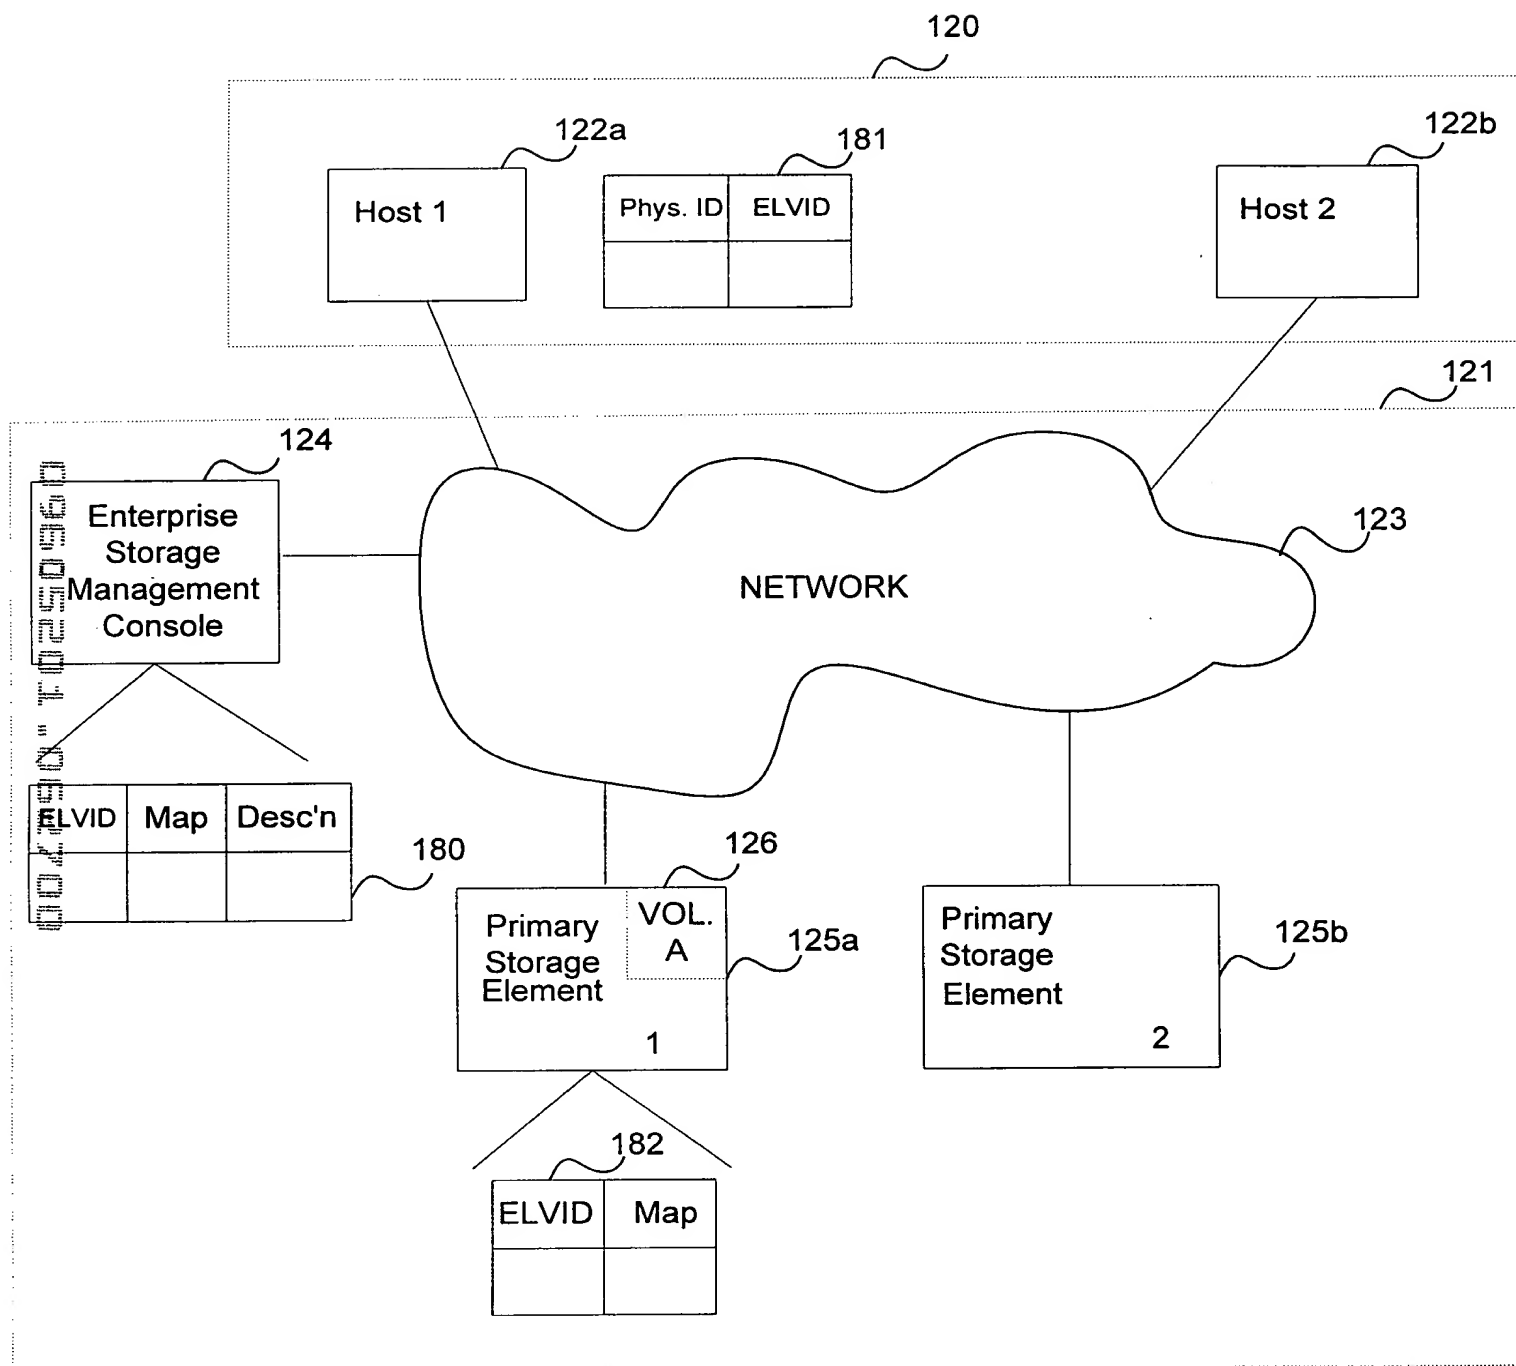 120
122a
181
122b
Host 1
Phys. ID
ELVID
Host 2
121
124
Enterprise
Storage
Management
Console
123
NETWORK
ELVID
Map
Desc'n
180
126
VOL.
A
Primary
Storage
Element
1
125a
Primary
Storage
Element
2
125b
182
ELVID
Map